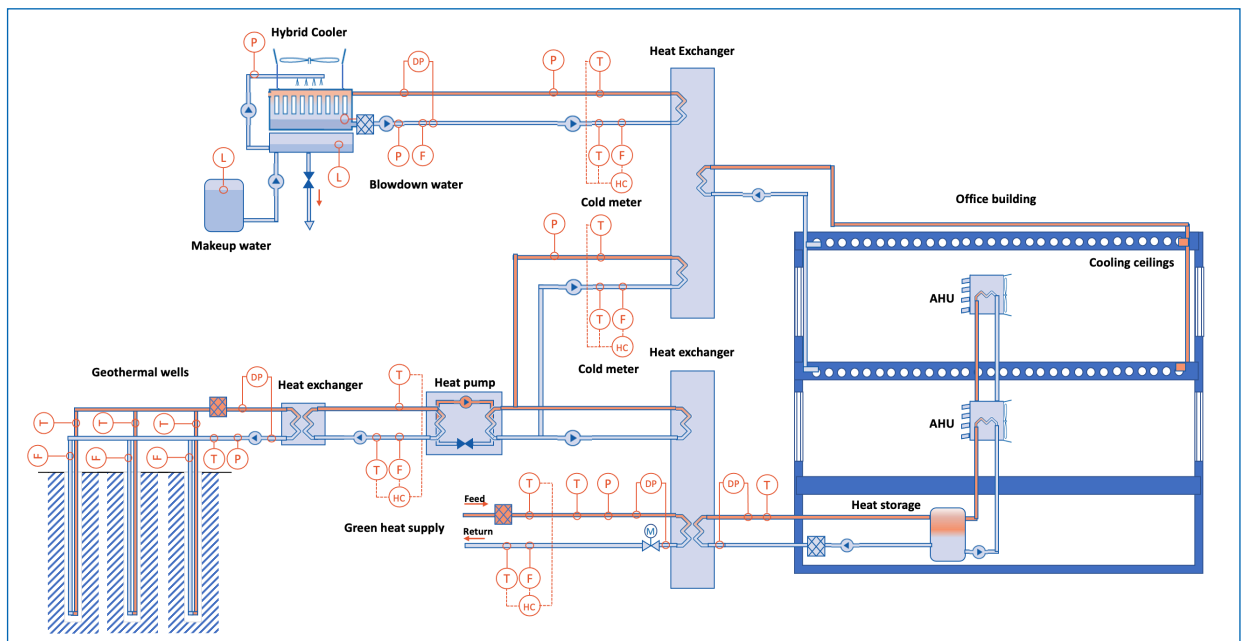 Hybrid Cooler
Heat Exchanger
P
DP
P
T
L
P
F
T
F
L
HC
Blowdown water
Cold meter
Makeup water
Office building
P
T
Cooling ceilings
AHU
T
F
HC
Cold meter
Heat exchanger
Geothermal wells
DP
Heat exchanger
T
Heat pump
T
T
T
AHU
F
F
F
T
P
T
F
HC
Feed
T
T
P
DP
DP
T
Heat storage
Green heat supply
Return
M
T
F
HC